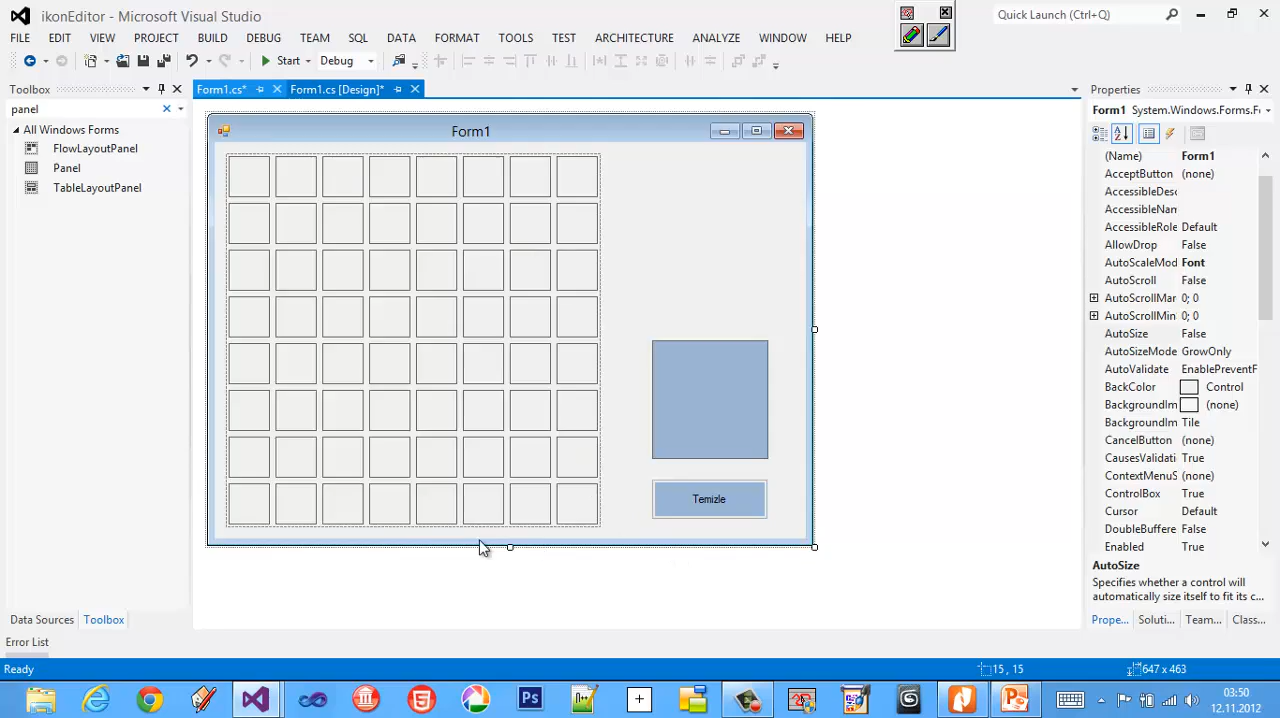 ikonEditor - Microsoft Visual Studio
Quick Launch (Ctrl+Q)
FILE EDIT VIEW PROJECT BUILD DEBUG TEAM SQL DATA FORMAT TOOLS TEST ARCHITECTURE ANALYZE WINDOW HELP
Start Debug
Toolbox
panel
All Windows Forms
FlowLayoutPanel
Panel
TableLayoutPanel
Form1.cs* Form1.cs [Design]*
Form1
Temizle
Properties
Form1 System.Windows.Forms.Fo
(Name) Form1
AcceptButton (none)
AccessibleDesc
AccessibleNam
AccessibleRole Default
AllowDrop False
AutoScaleMod Font
AutoScroll False
AutoScrollMar 0; 0
AutoScrollMin 0; 0
AutoSize False
AutoSizeMode GrowOnly
AutoValidate EnablePreventF
BackColor Control
BackgroundIm (none)
BackgroundIm Tile
CancelButton (none)
CausesValidati True
ContextMenuS (none)
ControlBox True
Cursor Default
DoubleBuffere False
Enabled True
AutoSize
Specifies whether a control will
automatically size itself to fit its c...
Data Sources Toolbox
Prope... Soluti... Team... Class...
Error List
Ready
15 , 15
647 x 463
Ps
03:50
12.11.2012